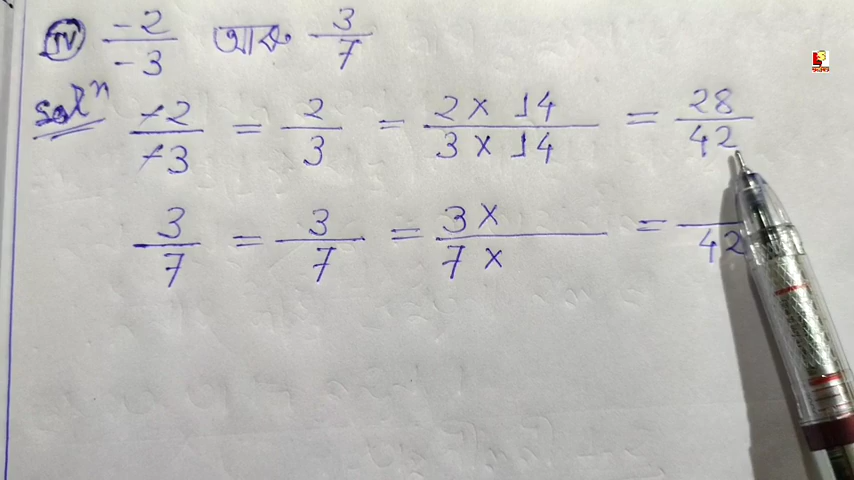 (iv) -2/-3 আৰু 3/7
Solⁿ -2/-3 = 2/3 = 2 × 14/3 × 14 = 28/42
3/7 = 3/7 = 3 ×/7 × = /42